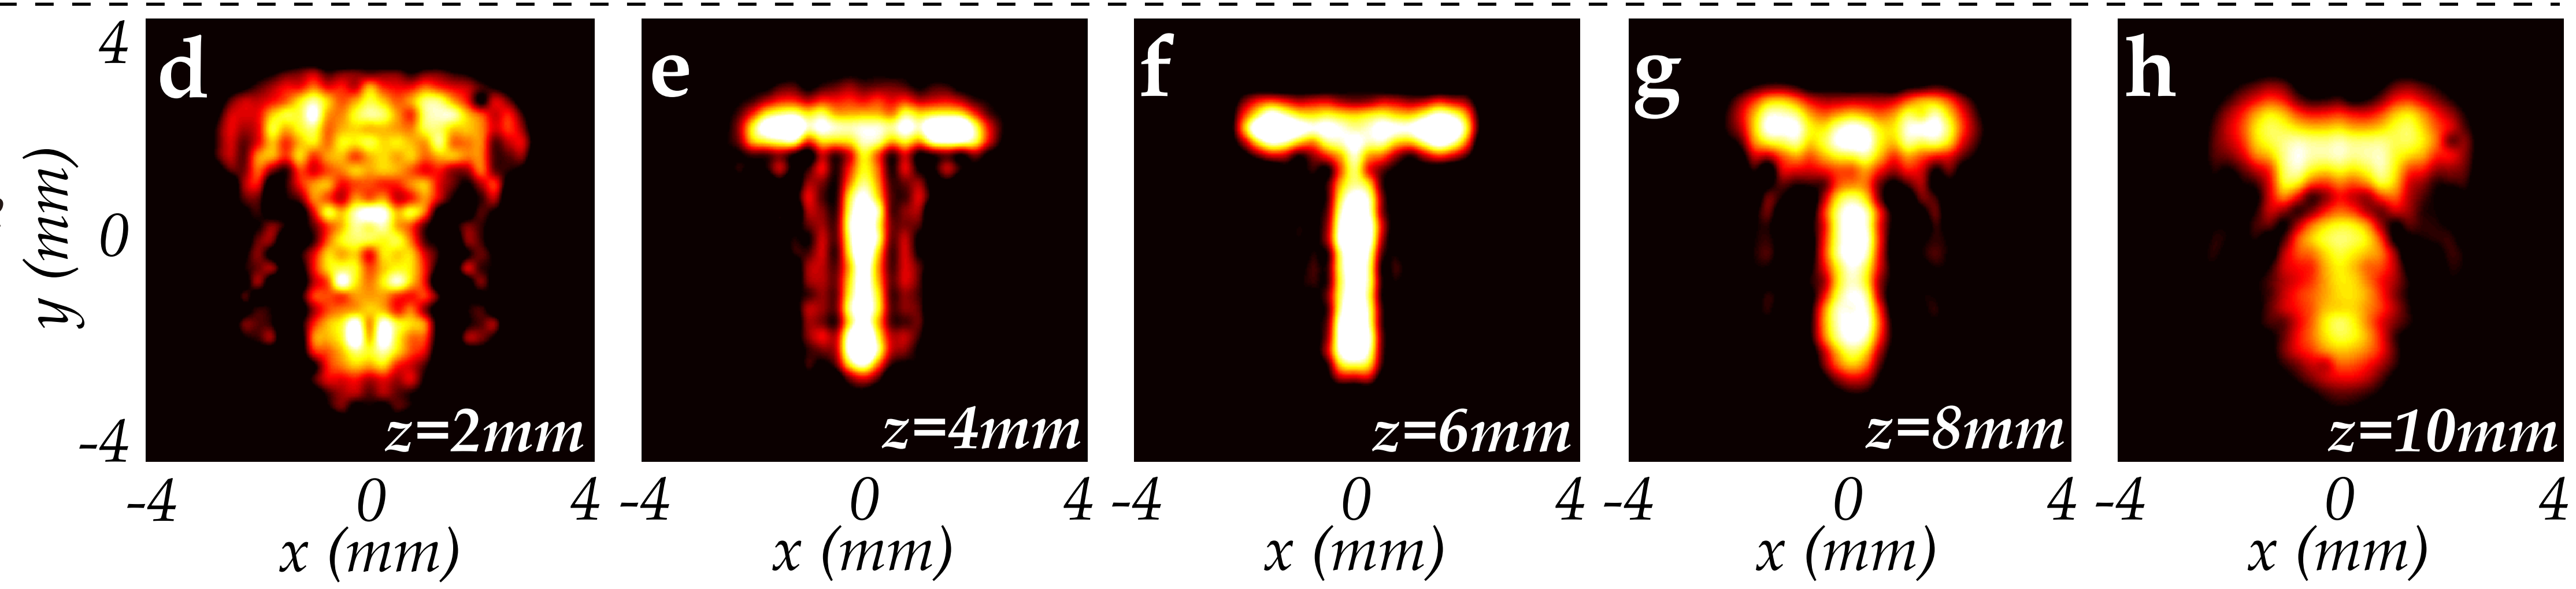 4
0
-4
y (mm)
d
z=2mm
e
z=4mm
f
z=6mm
g
z=8mm
h
z=10mm
-4 0 4 -4 0 4 -4 0 4 -4 0 4 -4 0 4
x (mm) x (mm) x (mm) x (mm) x (mm)